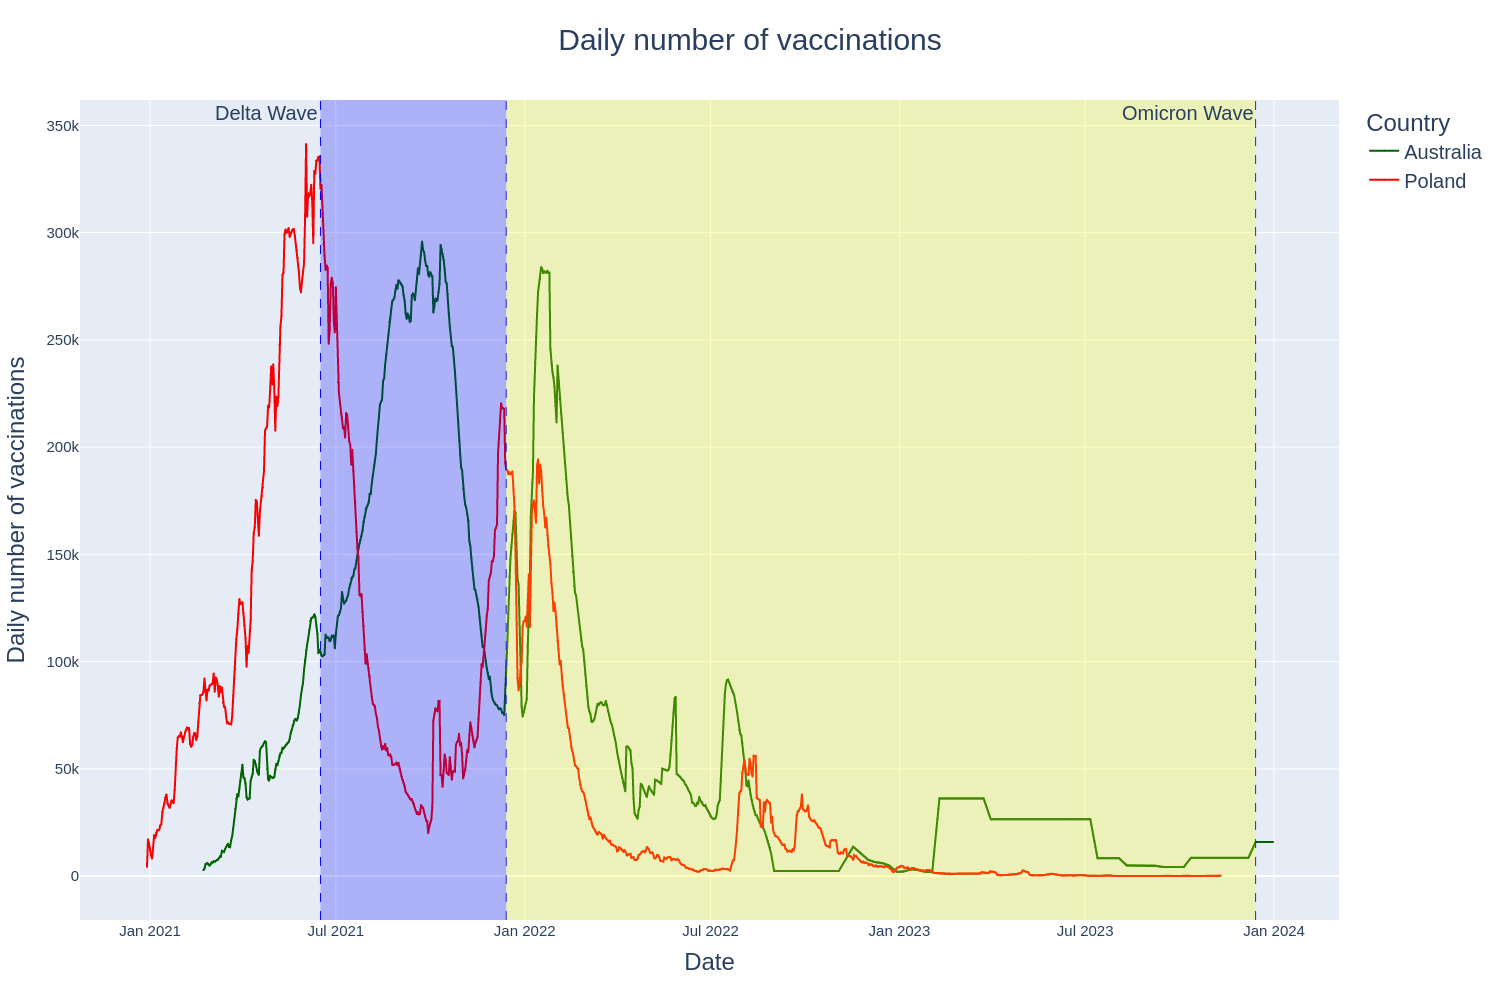 Daily number of vaccinations
Delta Wave
Omicron Wave
Country
Australia
Poland
350k
300k
250k
200k
150k
100k
50k
0
Daily number of vaccinations
Jan 2021
Jul 2021
Jan 2022
Jul 2022
Jan 2023
Jul 2023
Jan 2024
Date